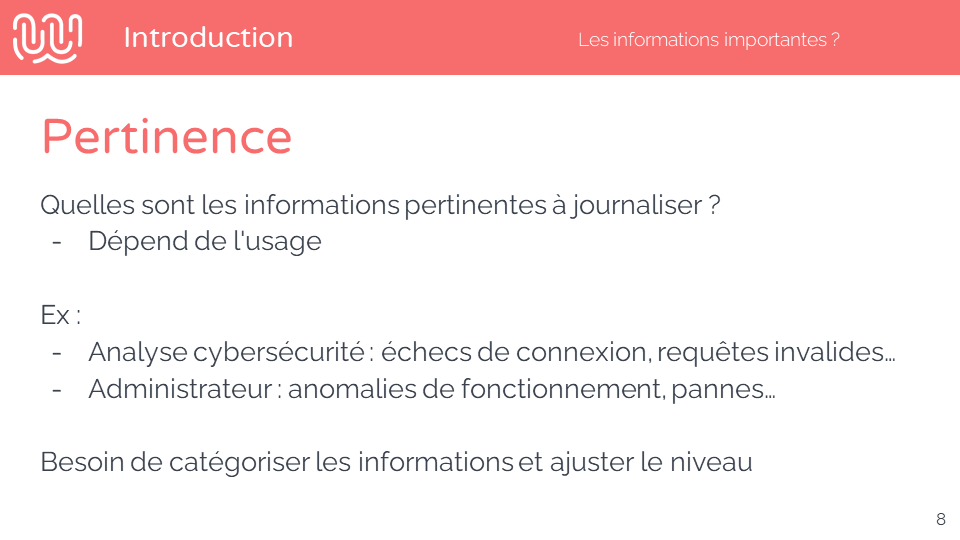 Introduction
Les informations importantes ?
Pertinence
Quelles sont les informations pertinentes à journaliser ?
- Dépend de l'usage
Ex :
- Analyse cybersécurité : échecs de connexion, requêtes invalides…
- Administrateur : anomalies de fonctionnement, pannes…
Besoin de catégoriser les informations et ajuster le niveau
8